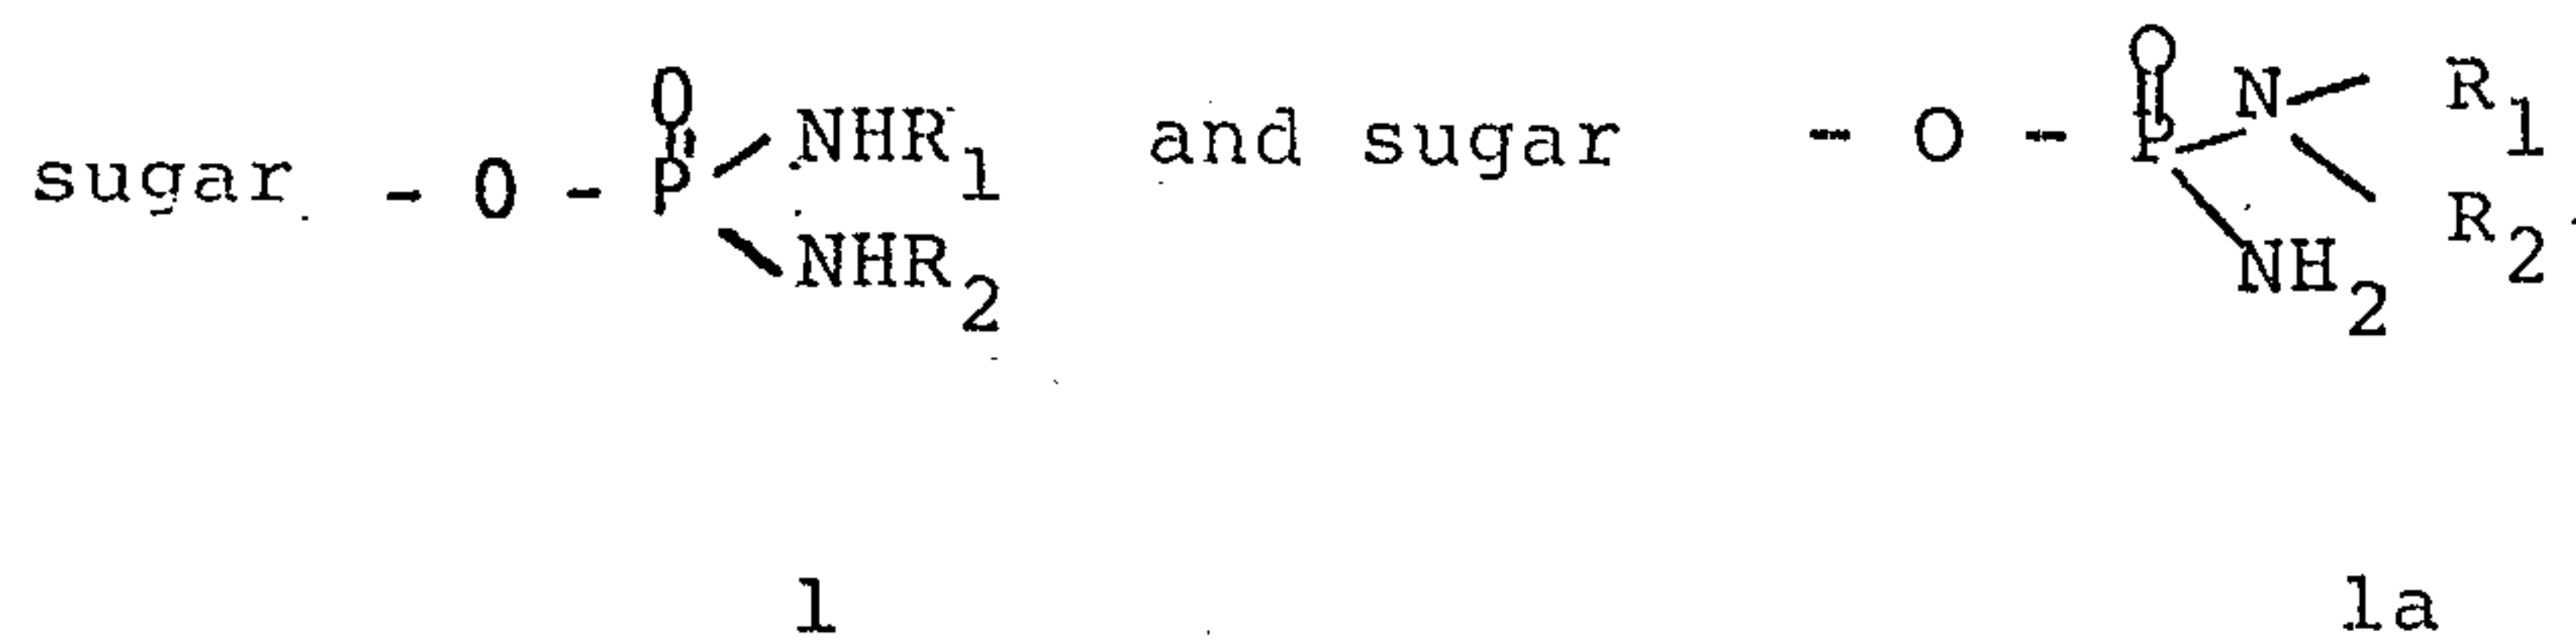 sugar - O - P O NHR1 NHR2 and sugar - O - P O N R1 R2 NH2
1 1a